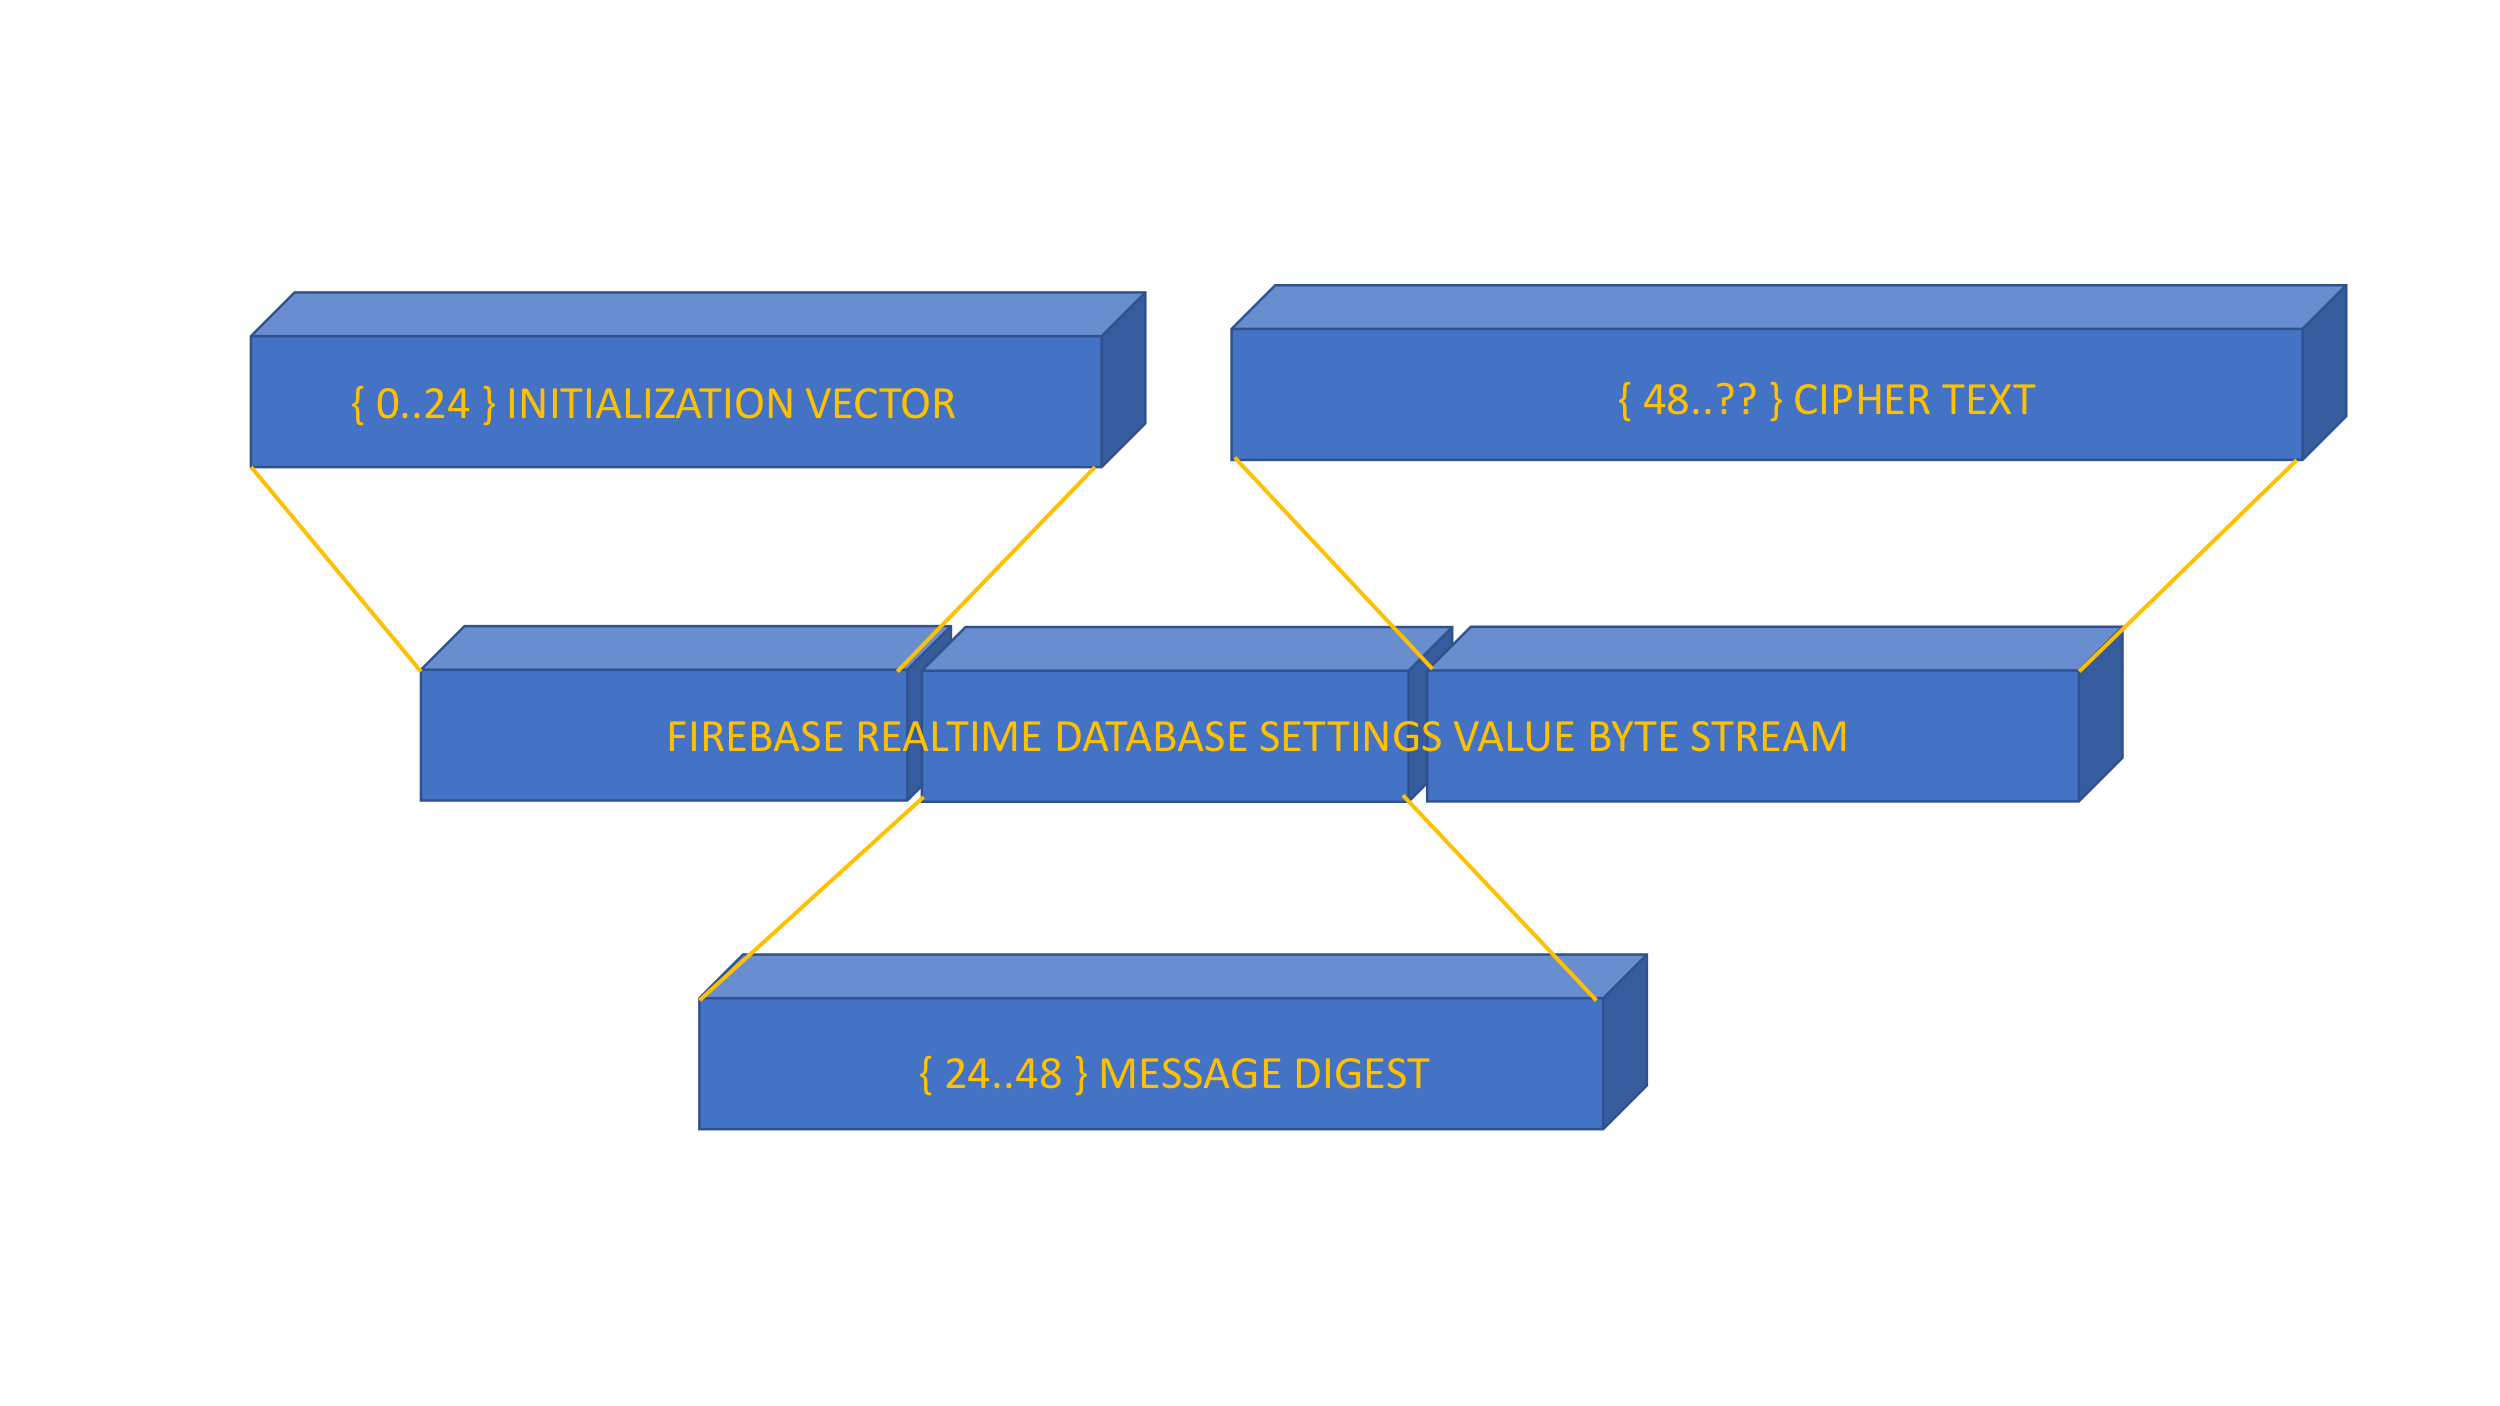 { 0..24 } INITIALIZATION VECTOR
{ 48..?? } CIPHER TEXT
FIREBASE REALTIME DATABASE SETTINGS VALUE BYTE STREAM
{ 24..48 } MESSAGE DIGEST